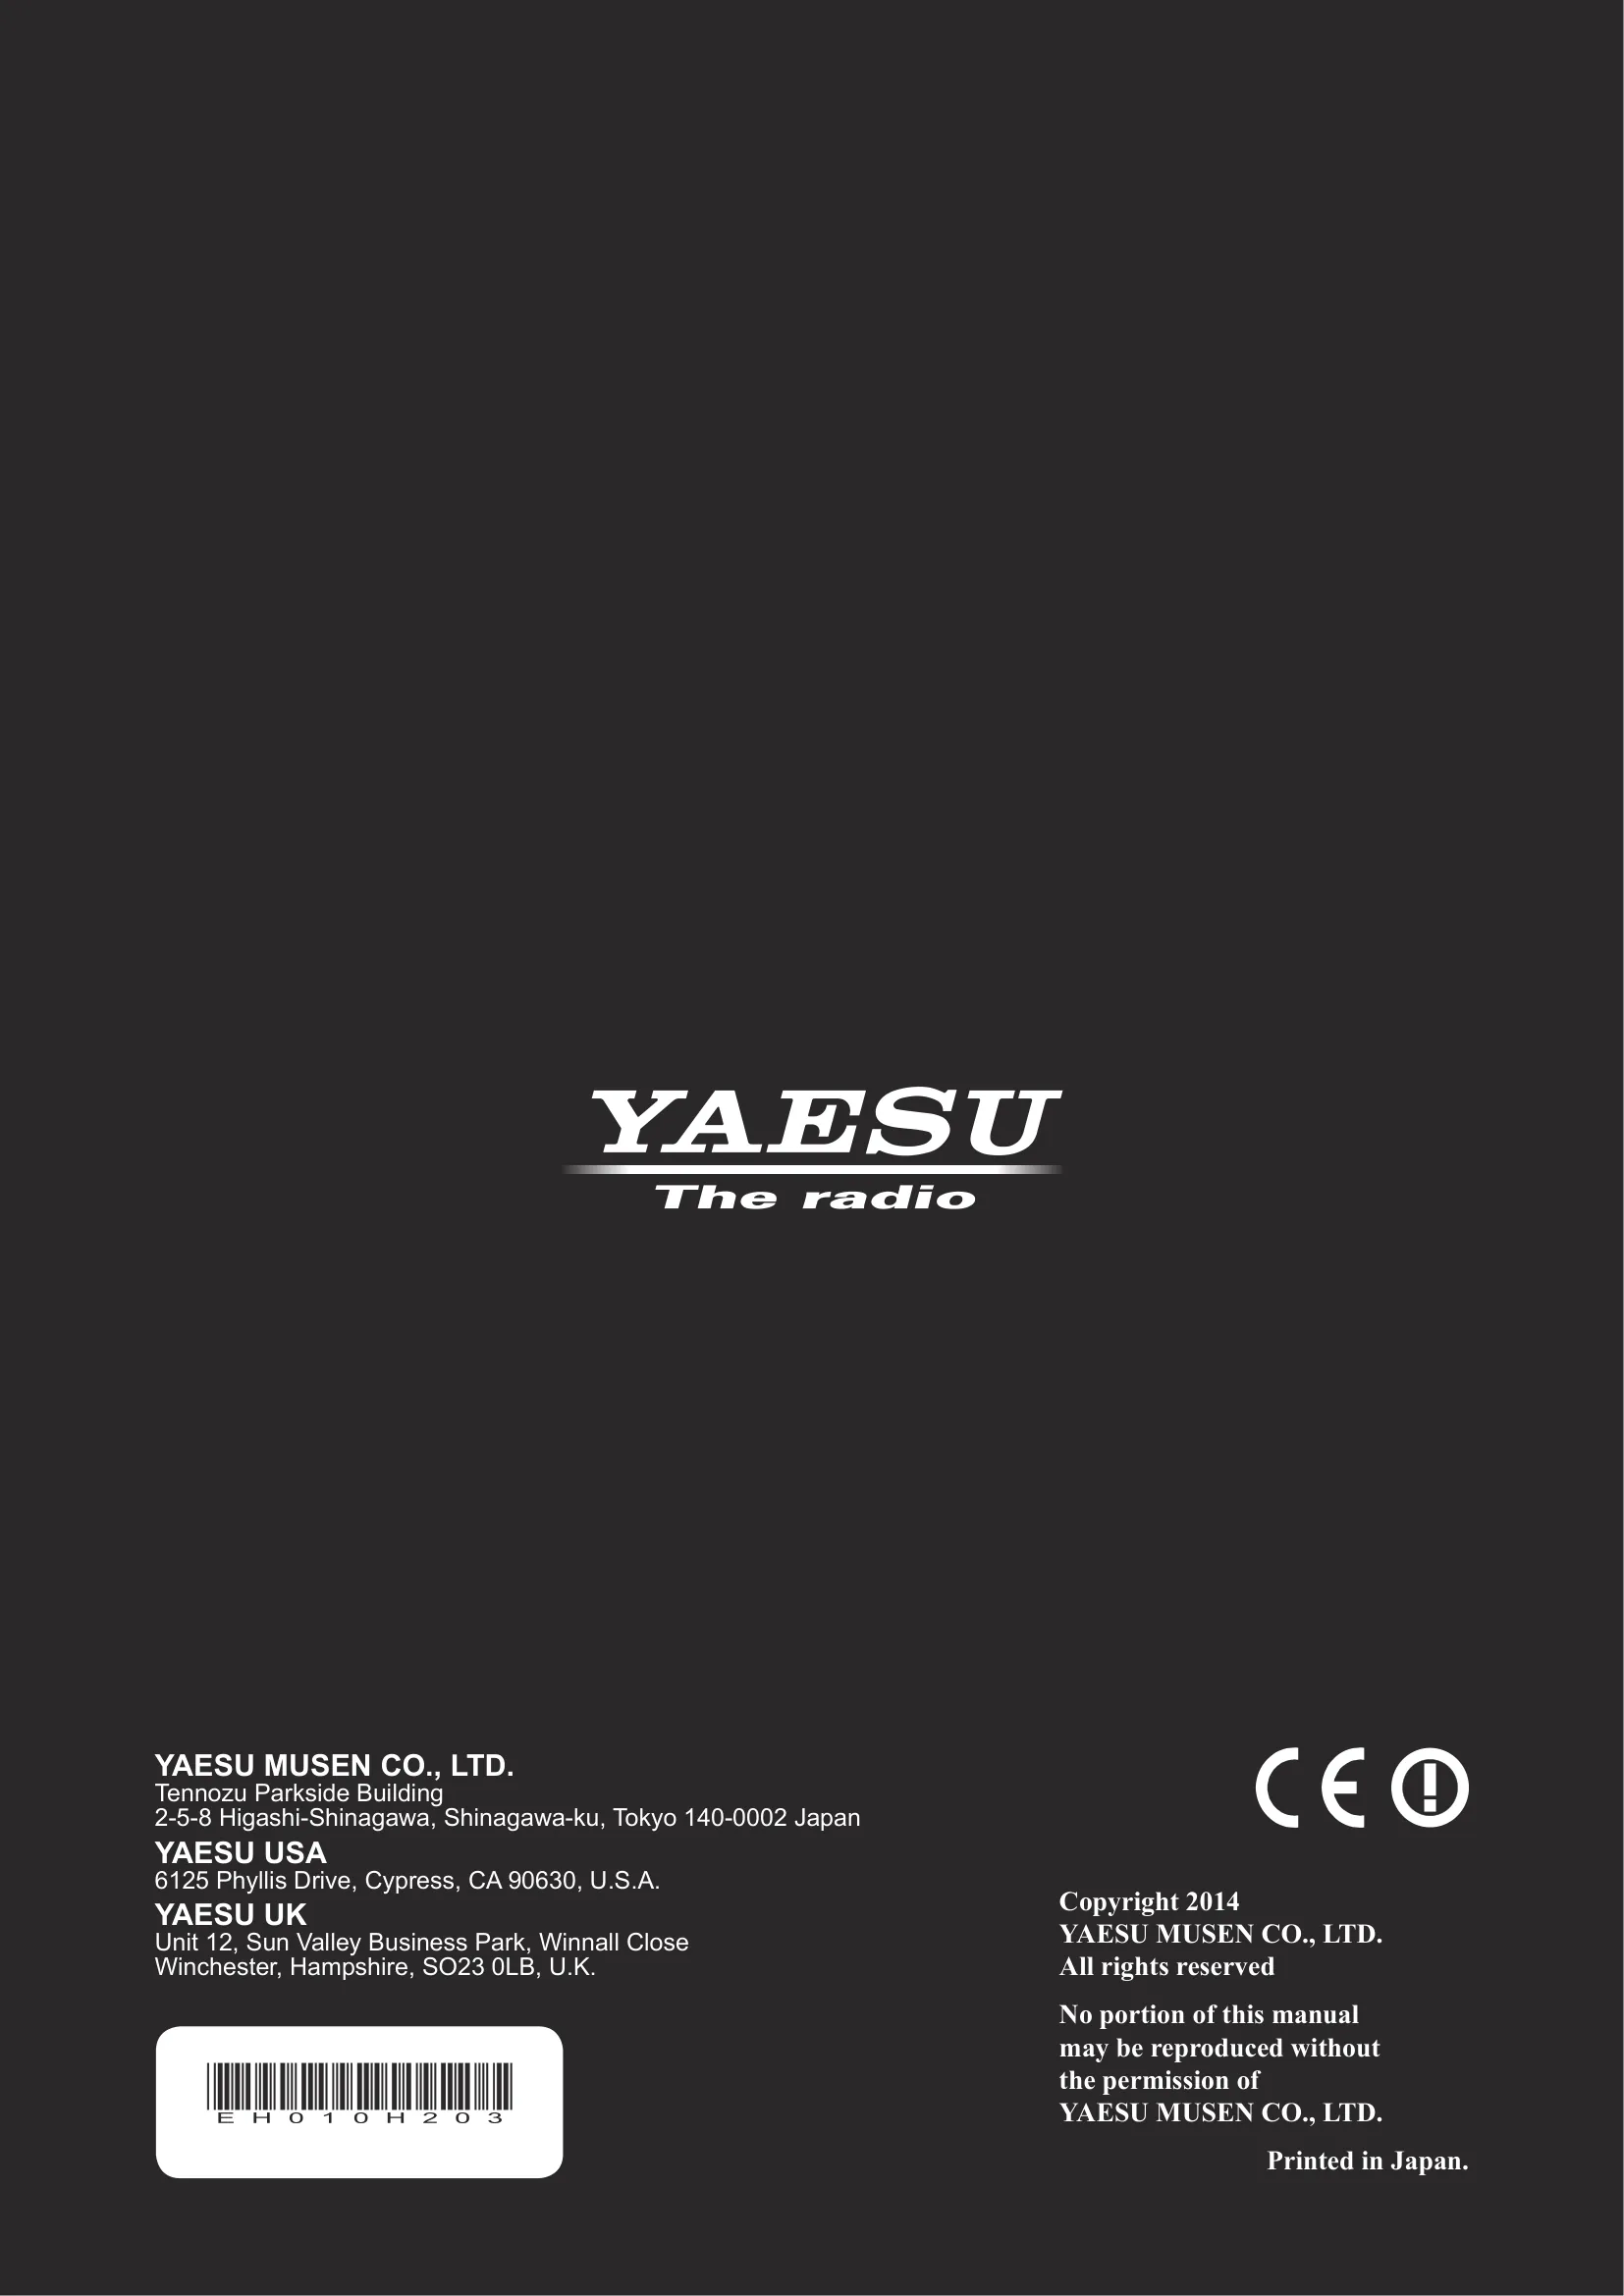 YAESU
The radio
YAESU MUSEN CO., LTD.
Tennozu Parkside Building
2-5-8 Higashi-Shinagawa, Shinagawa-ku, Tokyo 140-0002 Japan
YAESU USA
6125 Phyllis Drive, Cypress, CA 90630, U.S.A.
YAESU UK
Unit 12, Sun Valley Business Park, Winnall Close
Winchester, Hampshire, SO23 0LB, U.K.
EH010H203
CE
Copyright 2014
YAESU MUSEN CO., LTD.
All rights reserved
No portion of this manual
may be reproduced without
the permission of
YAESU MUSEN CO., LTD.
Printed in Japan.